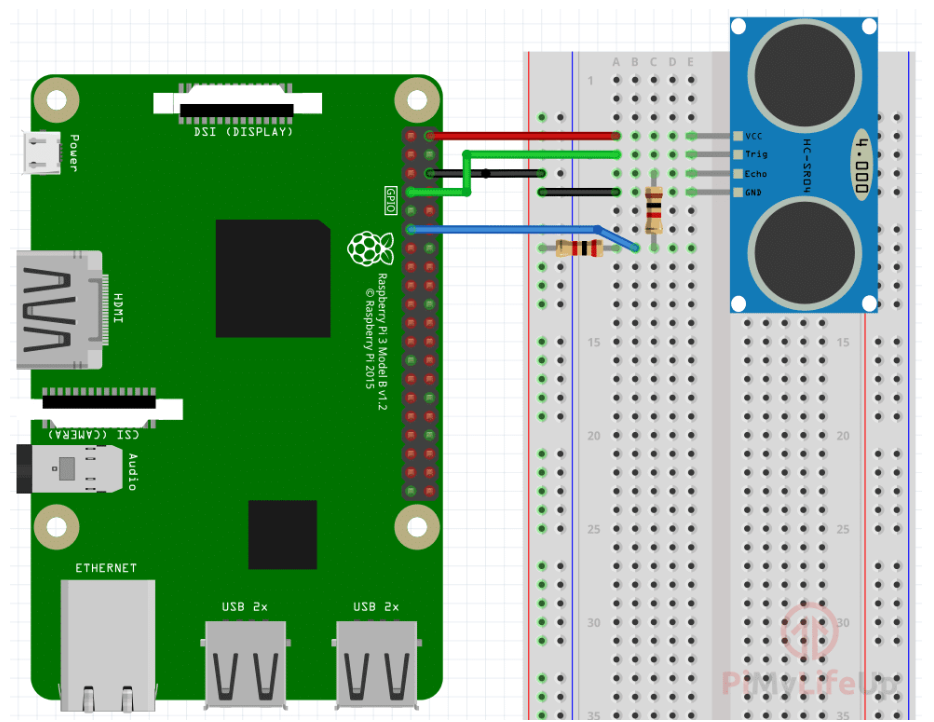 DSI (DISPLAY)
Power
GPIO
HDMI
Raspberry Pi 3 Model B v1.2
© Raspberry Pi 2015
CSI (CAMERA)
Audio
ETHERNET
USB 2x
USB 2x
A B C D E
1
15
15
20
20
25
25
30
30
35
35
VCC
Trig
Echo
GND
HC-SR04
4.000
PiMyLifeUp